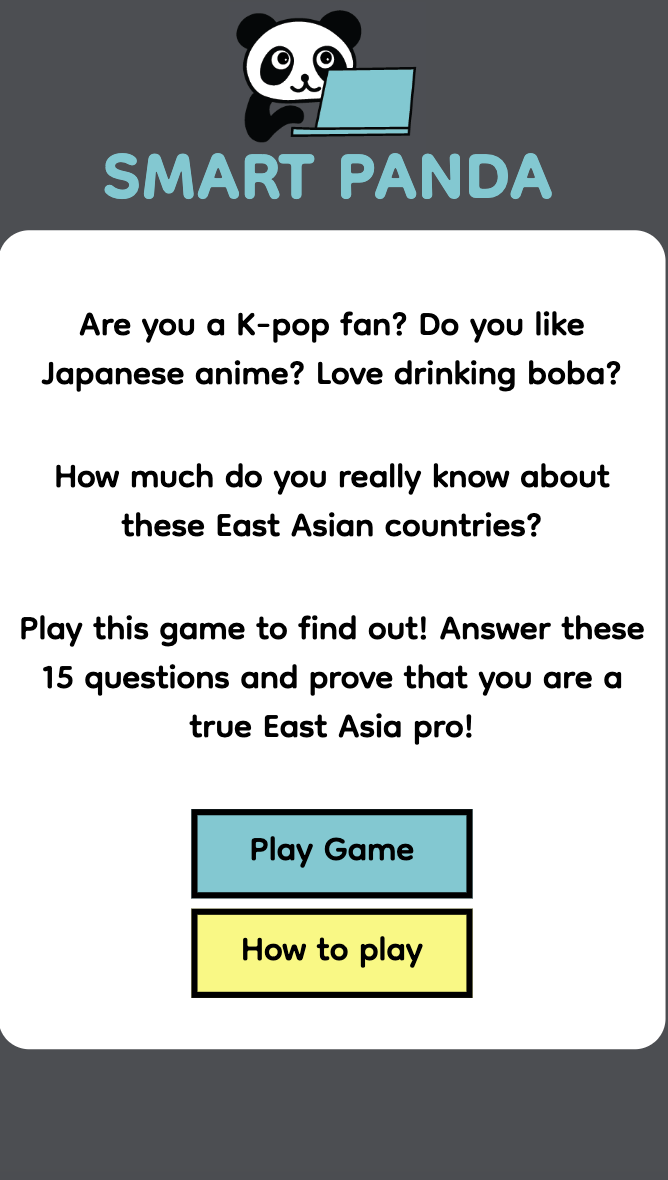 SMART PANDA
Are you a K-pop fan? Do you like
Japanese anime? Love drinking boba?
How much do you really know about
these East Asian countries?
Play this game to find out! Answer these
15 questions and prove that you are a
true East Asia pro!
Play Game
How to play